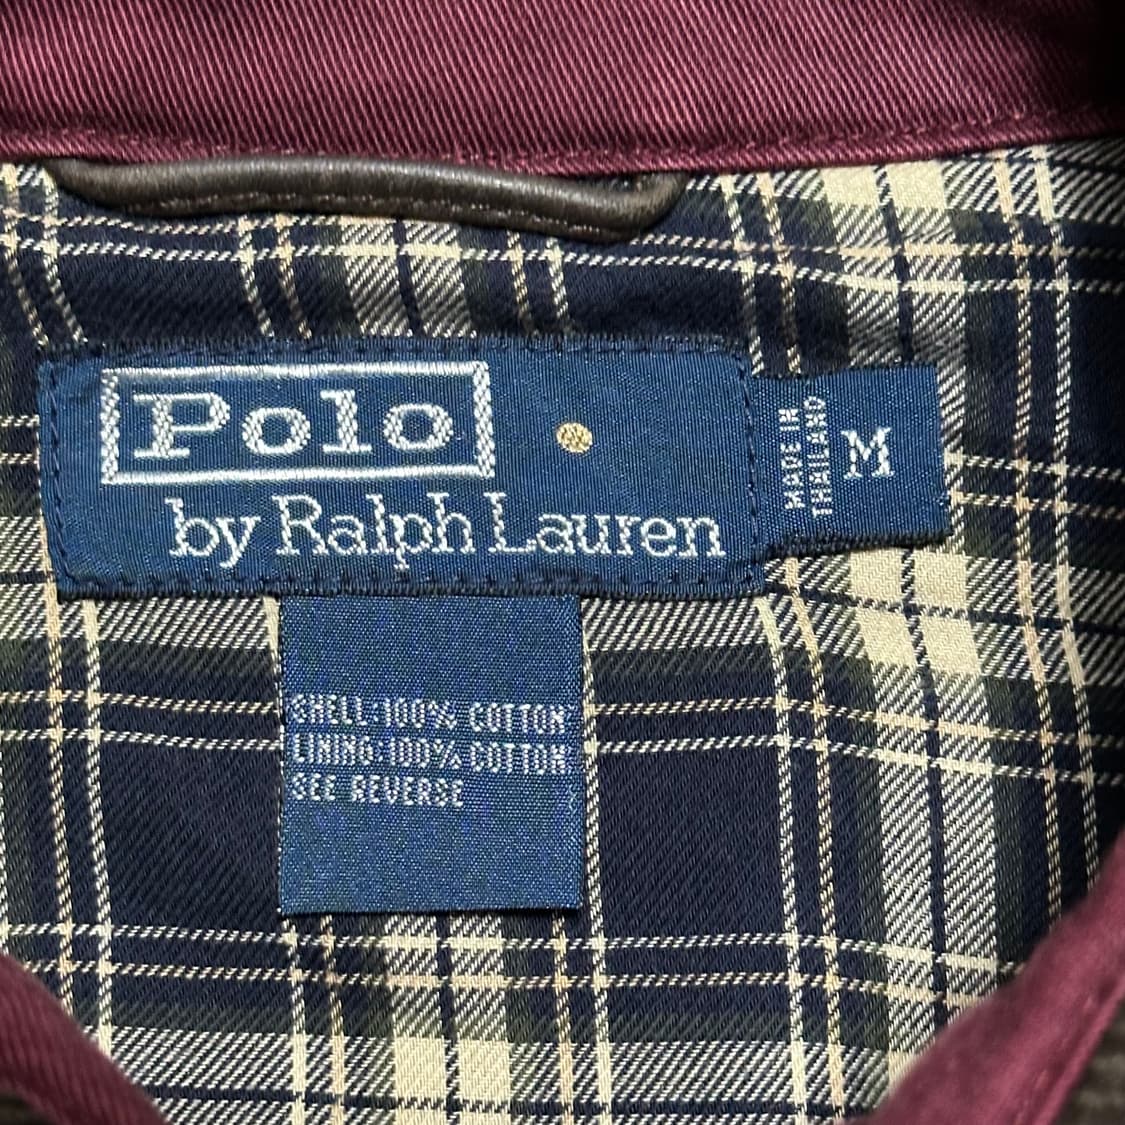 Polo
by Ralph Lauren
MADE IN
THAILAND
M
SHELL:100% COTTON
LINING:100% COTTON
SEE REVERSE